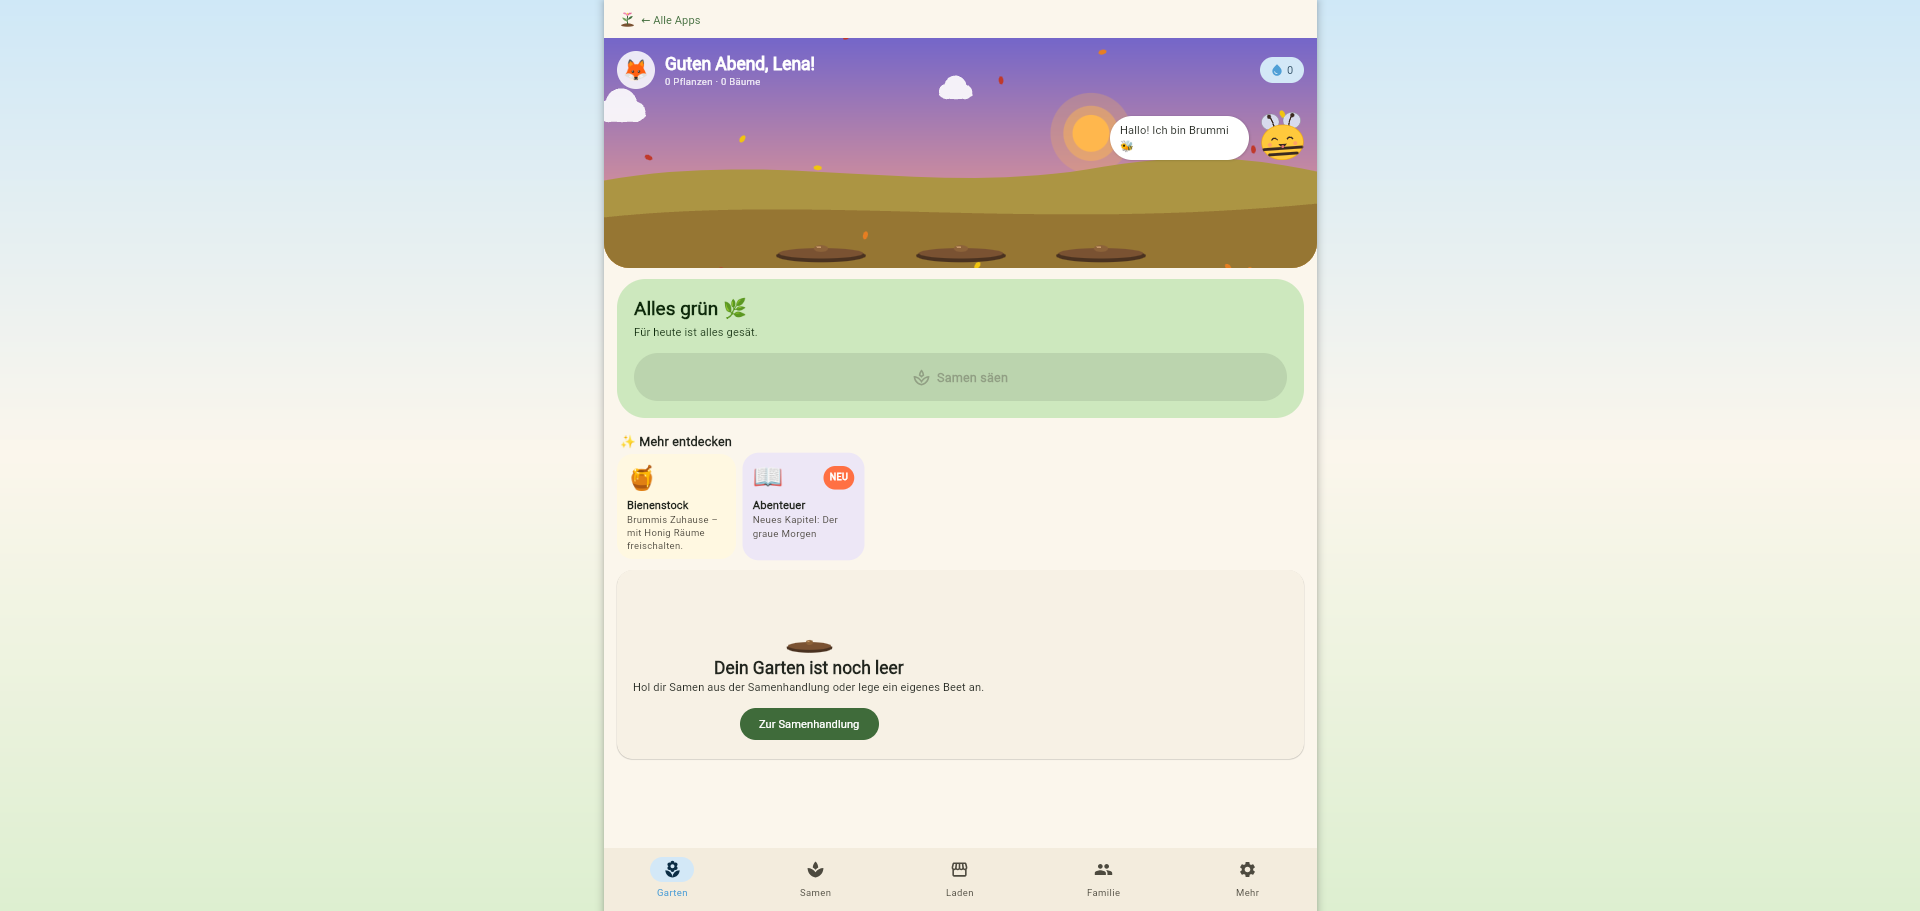 ← Alle Apps
Guten Abend, Lena!
0 Pflanzen · 0 Bäume
0
Hallo! Ich bin Brummi
🐝
Alles grün 🌿
Für heute ist alles gesät.
Samen säen
✨ Mehr entdecken
NEU
Bienenstock
Brummis Zuhause –
mit Honig Räume
freischalten.
Abenteuer
Neues Kapitel: Der
graue Morgen
Dein Garten ist noch leer
Hol dir Samen aus der Samenhandlung oder lege ein eigenes Beet an.
Zur Samenhandlung
Garten
Samen
Laden
Familie
Mehr